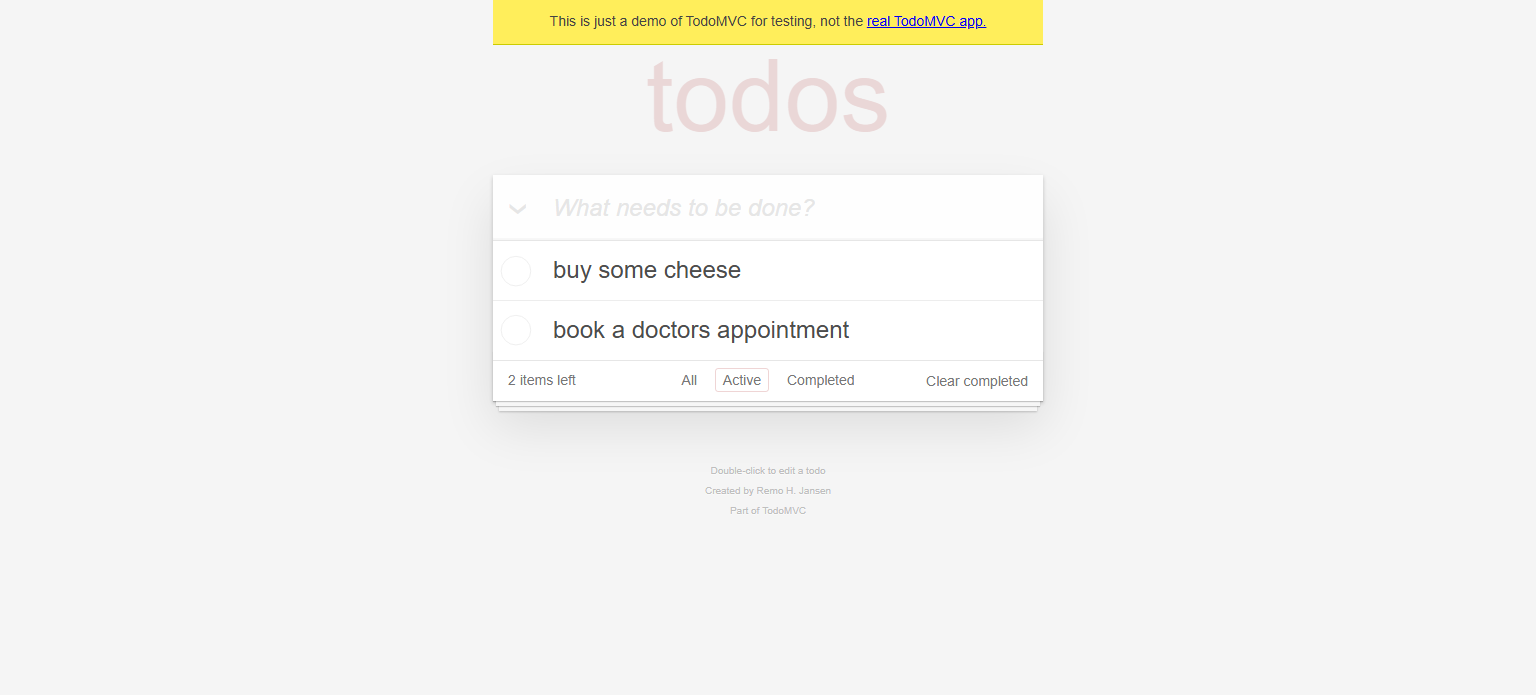 This is just a demo of TodoMVC for testing, not the real TodoMVC app.
todos
What needs to be done?
buy some cheese
book a doctors appointment
2 items left All Active Completed Clear completed
Double-click to edit a todo
Created by Remo H. Jansen
Part of TodoMVC